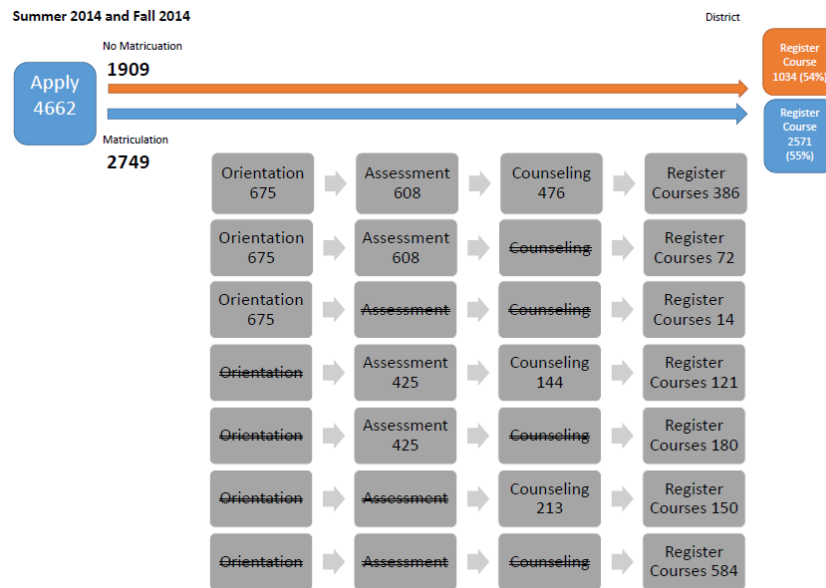 Summer 2014 and Fall 2014
District
No Matricuation
1909
Apply
4662
Register
Course
1034 (54%)
Register
Course
2571
(55%)
Matriculation
2749
Orientation
675
Assessment
608
Counseling
476
Register
Courses 386
Orientation
675
Assessment
608
Counseling
Register
Courses 72
Orientation
675
Assessment
Counseling
Register
Courses 14
Orientation
Assessment
425
Counseling
144
Register
Courses 121
Orientation
Assessment
425
Counseling
Register
Courses 180
Orientation
Assessment
Counseling
213
Register
Courses 150
Orientation
Assessment
Counseling
Register
Courses 584